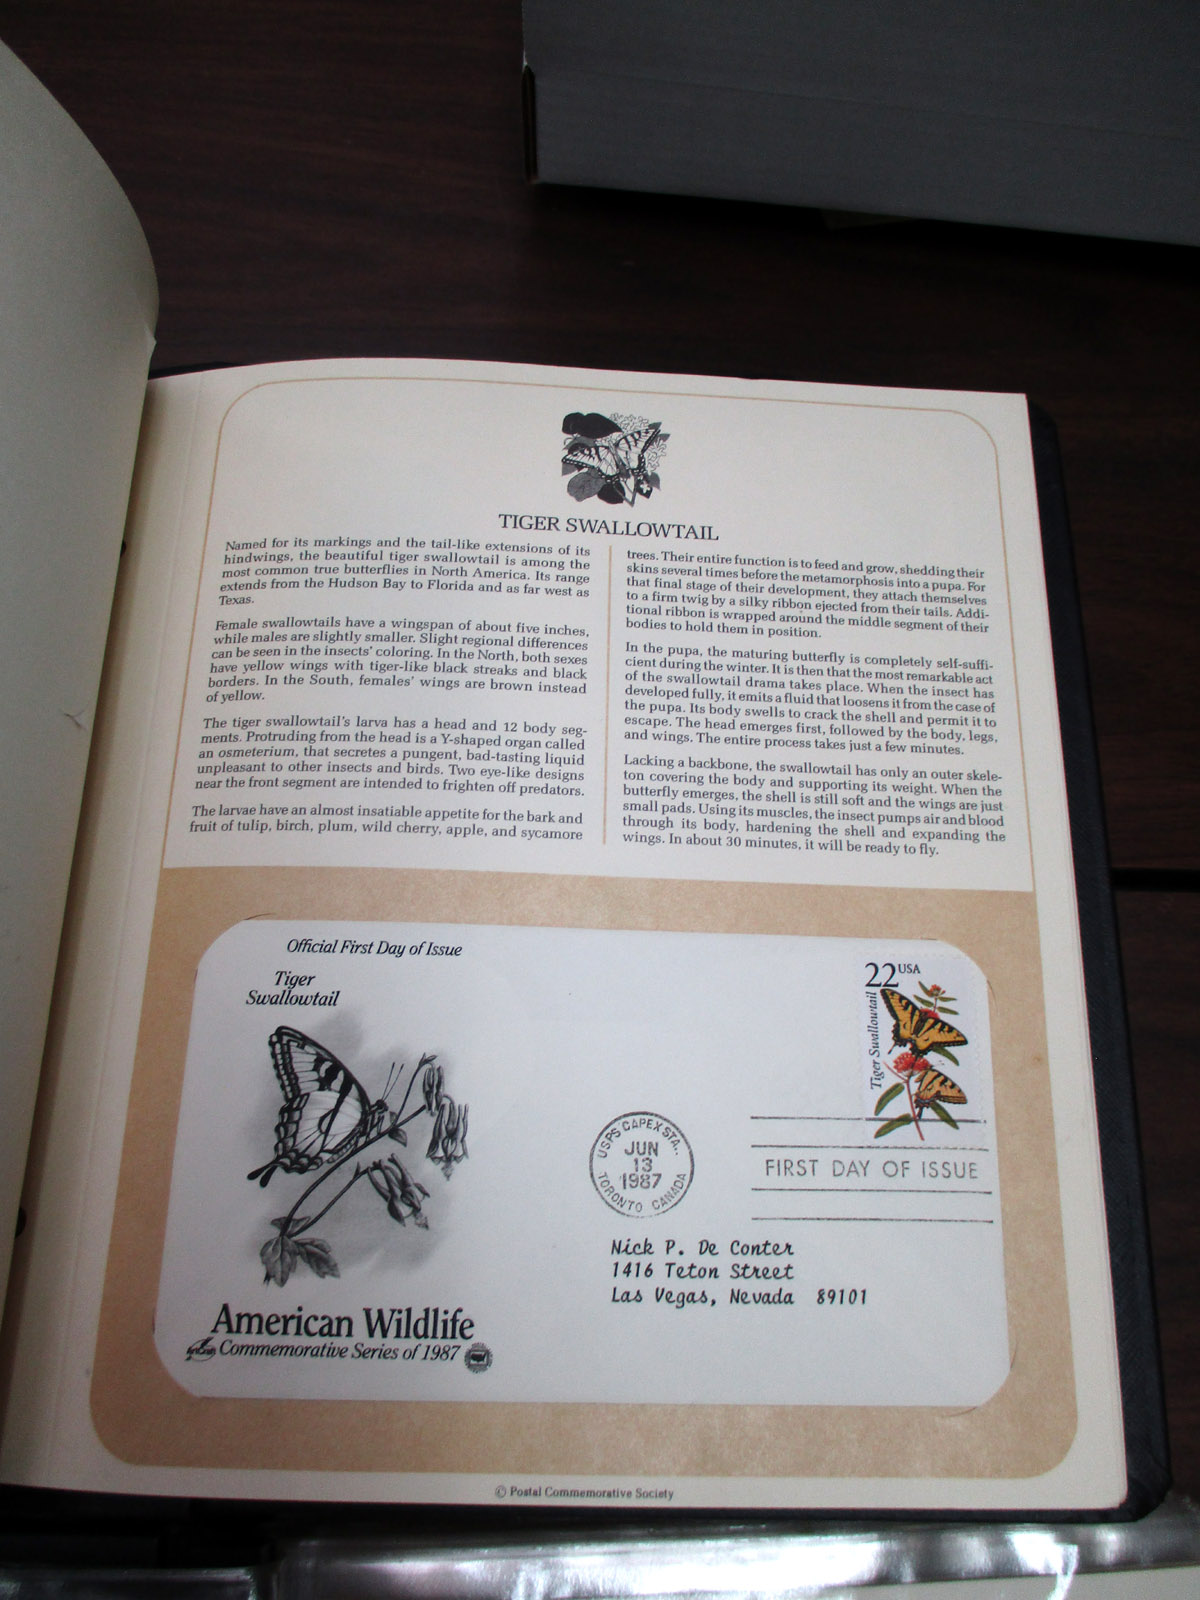 TIGER SWALLOWTAIL
Named for its markings and the tail-like extensions of its
hindwings, the beautiful tiger swallowtail is among the
most common true butterflies in North America. Its range
extends from the Hudson Bay to Florida and as far west as
Texas.
Female swallowtails have a wingspan of about five inches,
while males are slightly smaller. Slight regional differences
can be seen in the insects' coloring. In the North, both sexes
have yellow wings with tiger-like black streaks and black
borders. In the South, females' wings are brown instead
of yellow.
The tiger swallowtail's larva has a head and 12 body seg-
ments. Protruding from the head is a Y-shaped organ called
an osmeterium, that secretes a pungent, bad-tasting liquid
unpleasant to other insects and birds. Two eye-like designs
near the front segment are intended to frighten off predators.
The larvae have an almost insatiable appetite for the bark and
fruit of tulip, birch, plum, wild cherry, apple, and sycamore
trees. Their entire function is to feed and grow, shedding their
skins several times before the metamorphosis into a pupa. For
that final stage of their development, they attach themselves
to a firm twig by a silky ribbon ejected from their tails. Addi-
tional ribbon is wrapped around the middle segment of their
bodies to hold them in position.
In the pupa, the maturing butterfly is completely self-suffi-
cient during the winter. It is then that the most remarkable act
of the swallowtail drama takes place. When the insect has
developed fully, it emits a fluid that loosens it from the case of
the pupa. Its body swells to crack the shell and permit it to
escape. The head emerges first, followed by the body, legs,
and wings. The entire process takes just a few minutes.
Lacking a backbone, the swallowtail has only an outer skele-
ton covering the body and supporting its weight. When the
butterfly emerges, the shell is still soft and the wings are just
small pads. Using its muscles, the insect pumps air and blood
through its body, hardening the shell and expanding the
wings. In about 30 minutes, it will be ready to fly.
Official First Day of Issue
Tiger
Swallowtail
22 USA
Tiger Swallowtail
USPS CAPEX STA.
JUN
13
1987
TORONTO CANADA
FIRST DAY OF ISSUE
Nick P. De Conter
1416 Teton Street
Las Vegas, Nevada 89101
American Wildlife
ArtCraft Commemorative Series of 1987
© Postal Commemorative Society